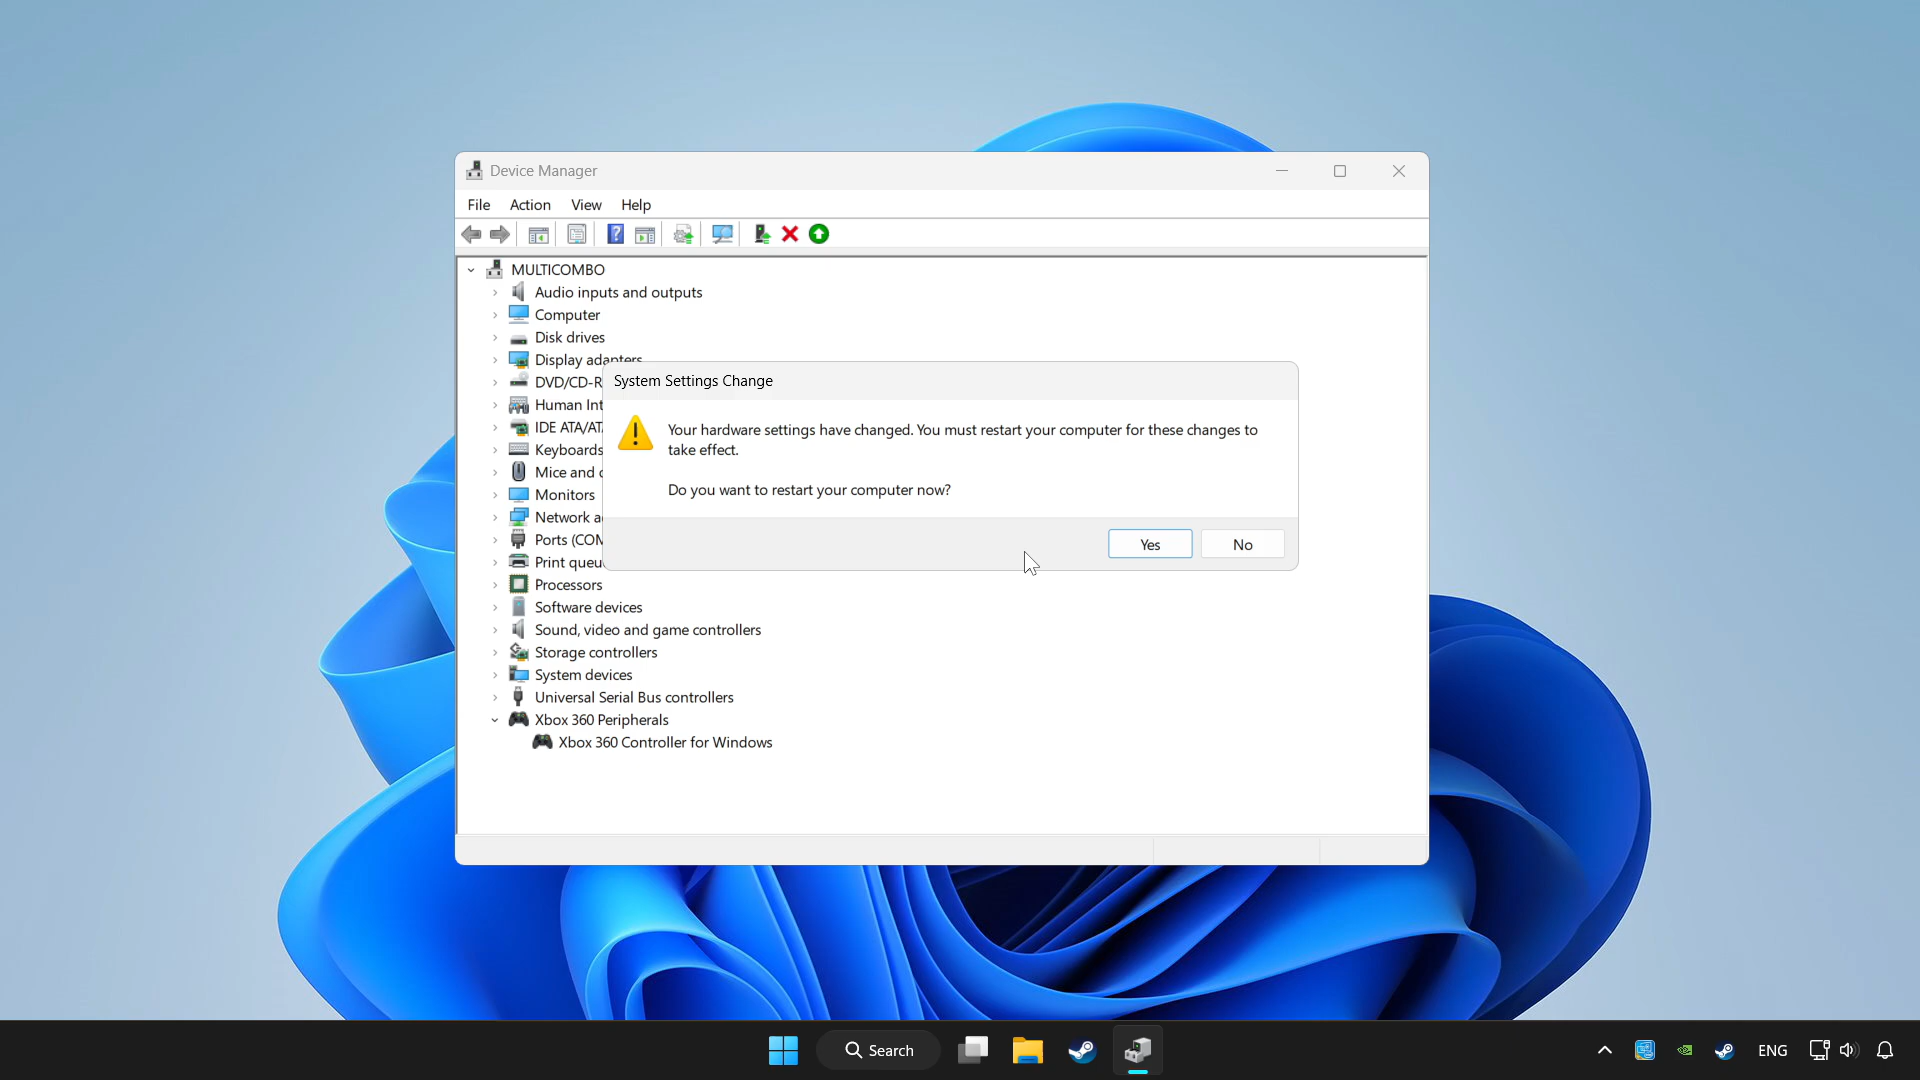 Device Manager
File Action View Help
MULTICOMBO
Audio inputs and outputs
Computer
Disk drives
Display adapters
DVD/CD-R
Human Int
IDE ATA/ATA
Keyboards
Mice and
Monitors
Network a
Ports (COM
Print queu
Processors
Software devices
Sound, video and game controllers
Storage controllers
System devices
Universal Serial Bus controllers
Xbox 360 Peripherals
Xbox 360 Controller for Windows
System Settings Change
Your hardware settings have changed. You must restart your computer for these changes to
take effect.
Do you want to restart your computer now?
Yes No
Search
ENG